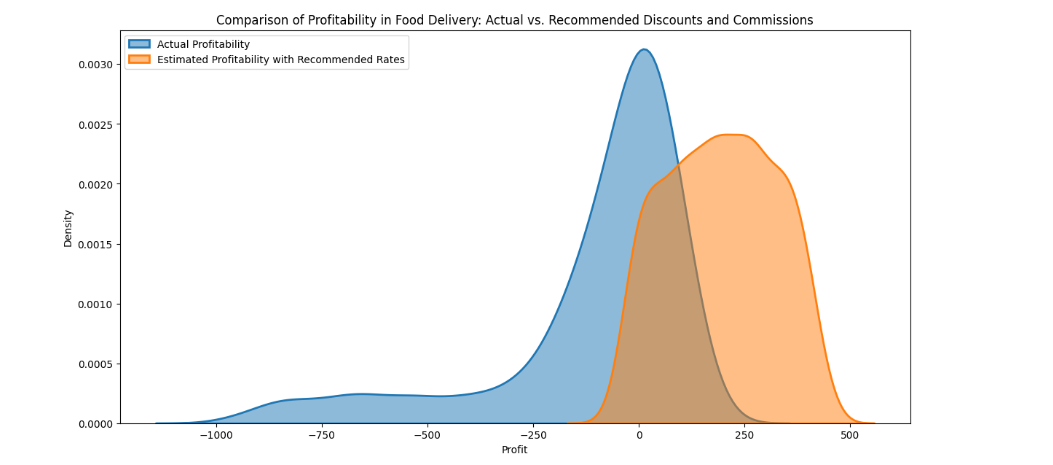 Comparison of Profitability in Food Delivery: Actual vs. Recommended Discounts and Commissions
Actual Profitability
Estimated Profitability with Recommended Rates
0.0030
0.0025
0.0020
0.0015
0.0010
0.0005
0.0000
Density
−1000 −750 −500 −250 0 250 500
Profit